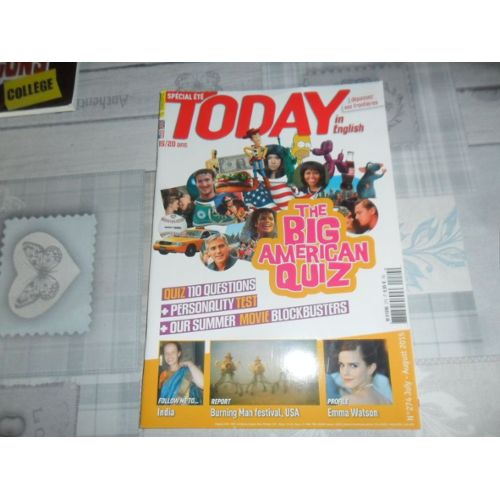 COLLEGE
Authenti
SPÉCIAL ÉTÉ
TODAY
in
English
15/20 ans
THE
BIG
AMERICAN
QUIZ
QUIZ 110 QUESTIONS
+ PERSONALITY TEST
+ OUR SUMMER MOVIE BLOCKBUSTERS
FOLLOW ME TO...
India
REPORT
Burning Man festival, USA
PROFILE
Emma Watson
N°274 July - August 2015